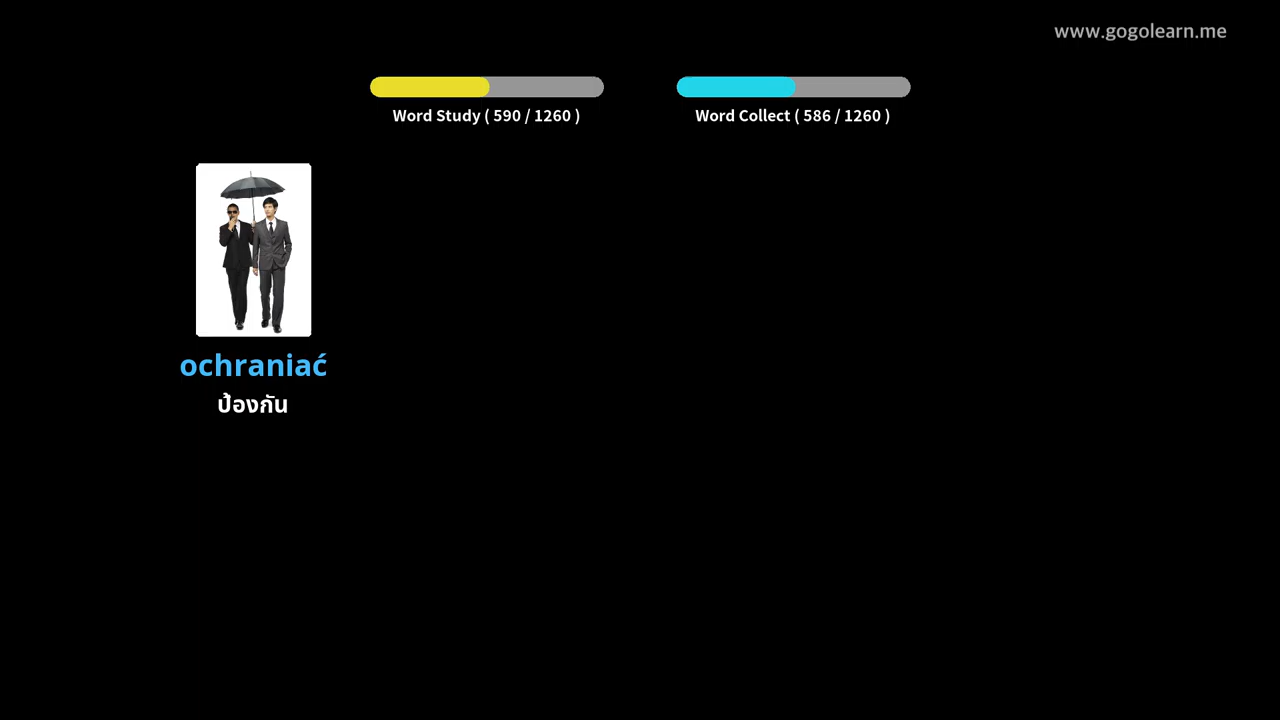 www.gogolearn.me
Word Study ( 590 / 1260 )
Word Collect ( 586 / 1260 )
ochraniać
ป้องกัน